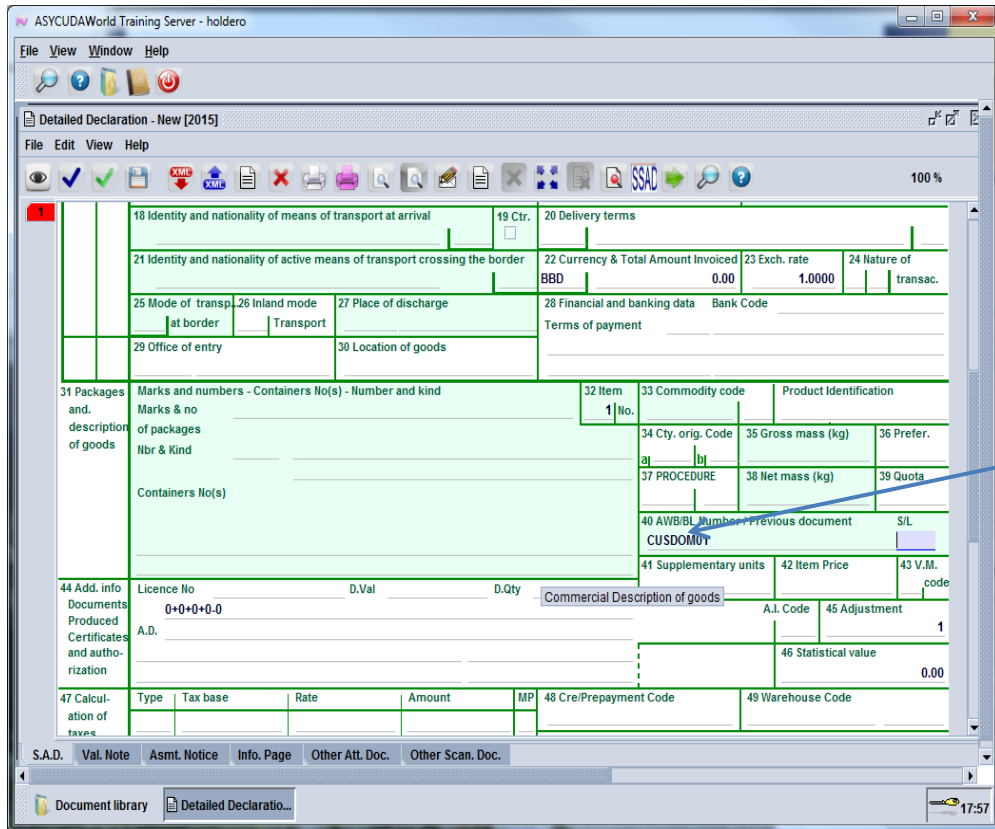 ASYCUDAWorld Training Server - holdero
File View Window Help
Detailed Declaration - New [2015]
File Edit View Help
XML XML SSAD 100 %
1
18 Identity and nationality of means of transport at arrival 19 Ctr. 20 Delivery terms
21 Identity and nationality of active means of transport crossing the border 22 Currency & Total Amount Invoiced 23 Exch. rate 24 Nature of
BBD 0.00 1.0000 transac.
25 Mode of transp... 26 Inland mode 27 Place of discharge 28 Financial and banking data Bank Code
at border Transport Terms of payment
29 Office of entry 30 Location of goods
31 Packages Marks and numbers - Containers No(s) - Number and kind 32 Item 33 Commodity code Product Identification
and. Marks & no 1 No.
description of packages 34 Cty. orig. Code 35 Gross mass (kg) 36 Prefer.
of goods Nbr & Kind a b
37 PROCEDURE 38 Net mass (kg) 39 Quota
Containers No(s)
40 AWB/BL Number / Previous document S/L
CUSDOM01
41 Supplementary units 42 Item Price 43 V.M.
code
44 Add. info Licence No D.Val D.Qty Commercial Description of goods
Documents 0+0+0+0-0 A.I. Code 45 Adjustment
Produced A.D. 1
Certificates
and autho- 46 Statistical value
rization 0.00
47 Calcul- Type Tax base Rate Amount MP 48 Cre/Prepayment Code 49 Warehouse Code
ation of
taxes
S.A.D. Val. Note Asmt. Notice Info. Page Other Att. Doc. Other Scan. Doc.
Document library Detailed Declaratio... 17:57